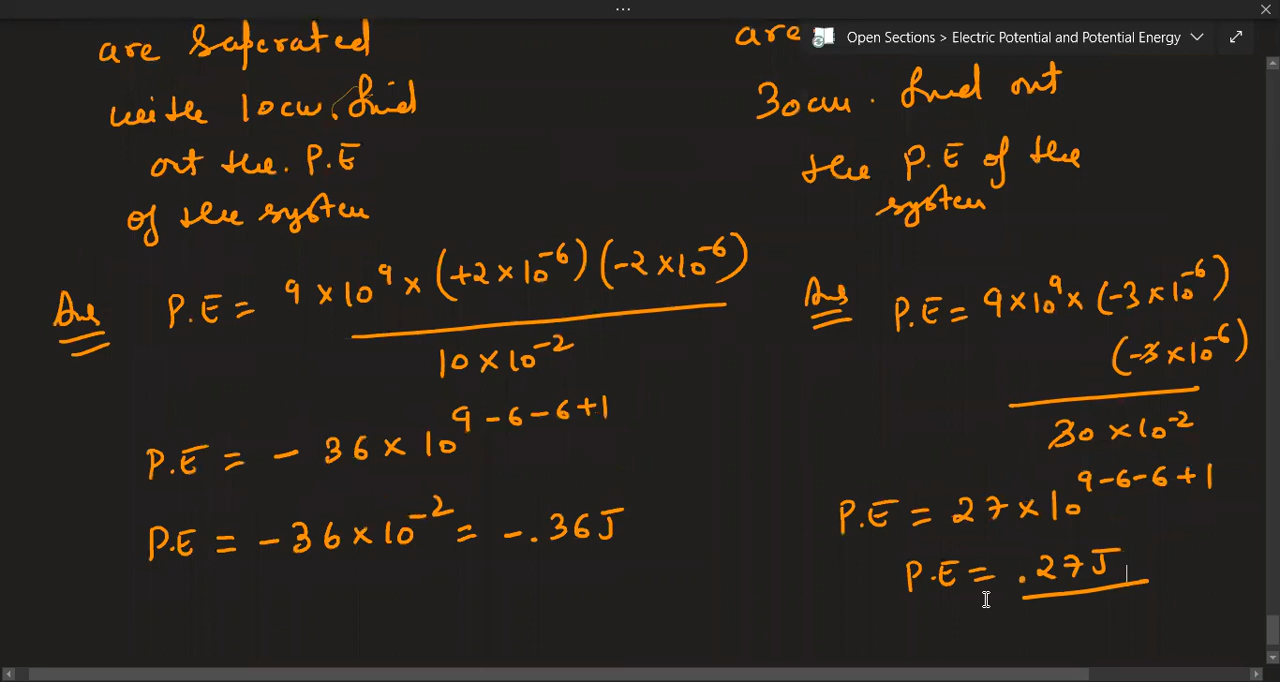 ...
Open Sections > Electric Potential and Potential Energy
are Saperated
with 10cm. find
out the. P.E
of the system
Ans P.E = 9 × 10^9 × (+2 × 10^-6) (-2 × 10^-6)
10 × 10^-2
P.E = - 36 × 10^9-6-6+1
P.E = -36 × 10^-2 = -.36J
are
30cm. find out
the P.E of the
system
Ans P.E = 9×10^9 × (-3 × 10^-6)
(-3 × 10^-6)
30 × 10^-2
P.E = 27 × 10^9-6-6+1
P.E = .27J